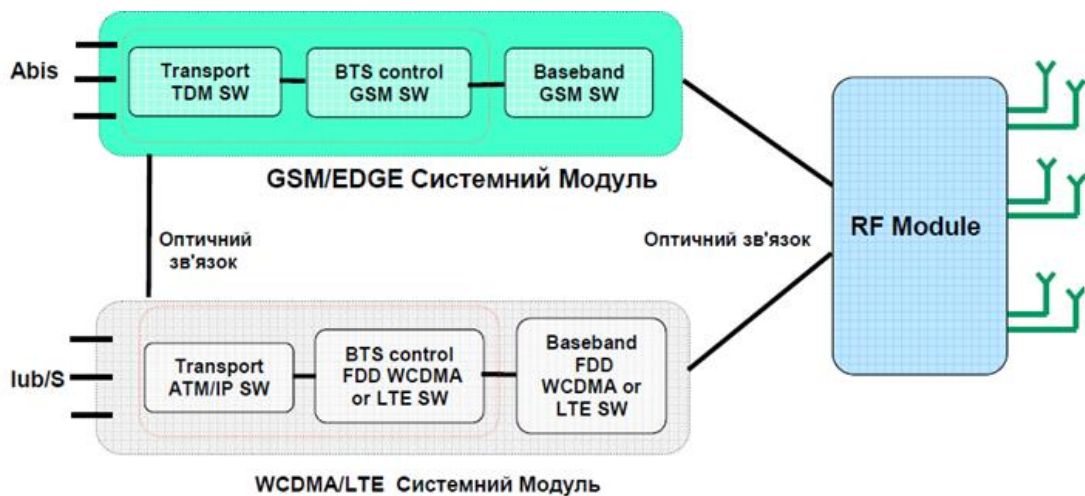 Abis
Transport
TDM SW
BTS control
GSM SW
Baseband
GSM SW
GSM/EDGE Системний Модуль
RF Module
Оптичний
зв'язок
Оптичний зв'язок
Iub/S
Transport
ATM/IP SW
BTS control
FDD WCDMA
or LTE SW
Baseband
FDD
WCDMA or
LTE SW
WCDMA/LTE Системний Модуль